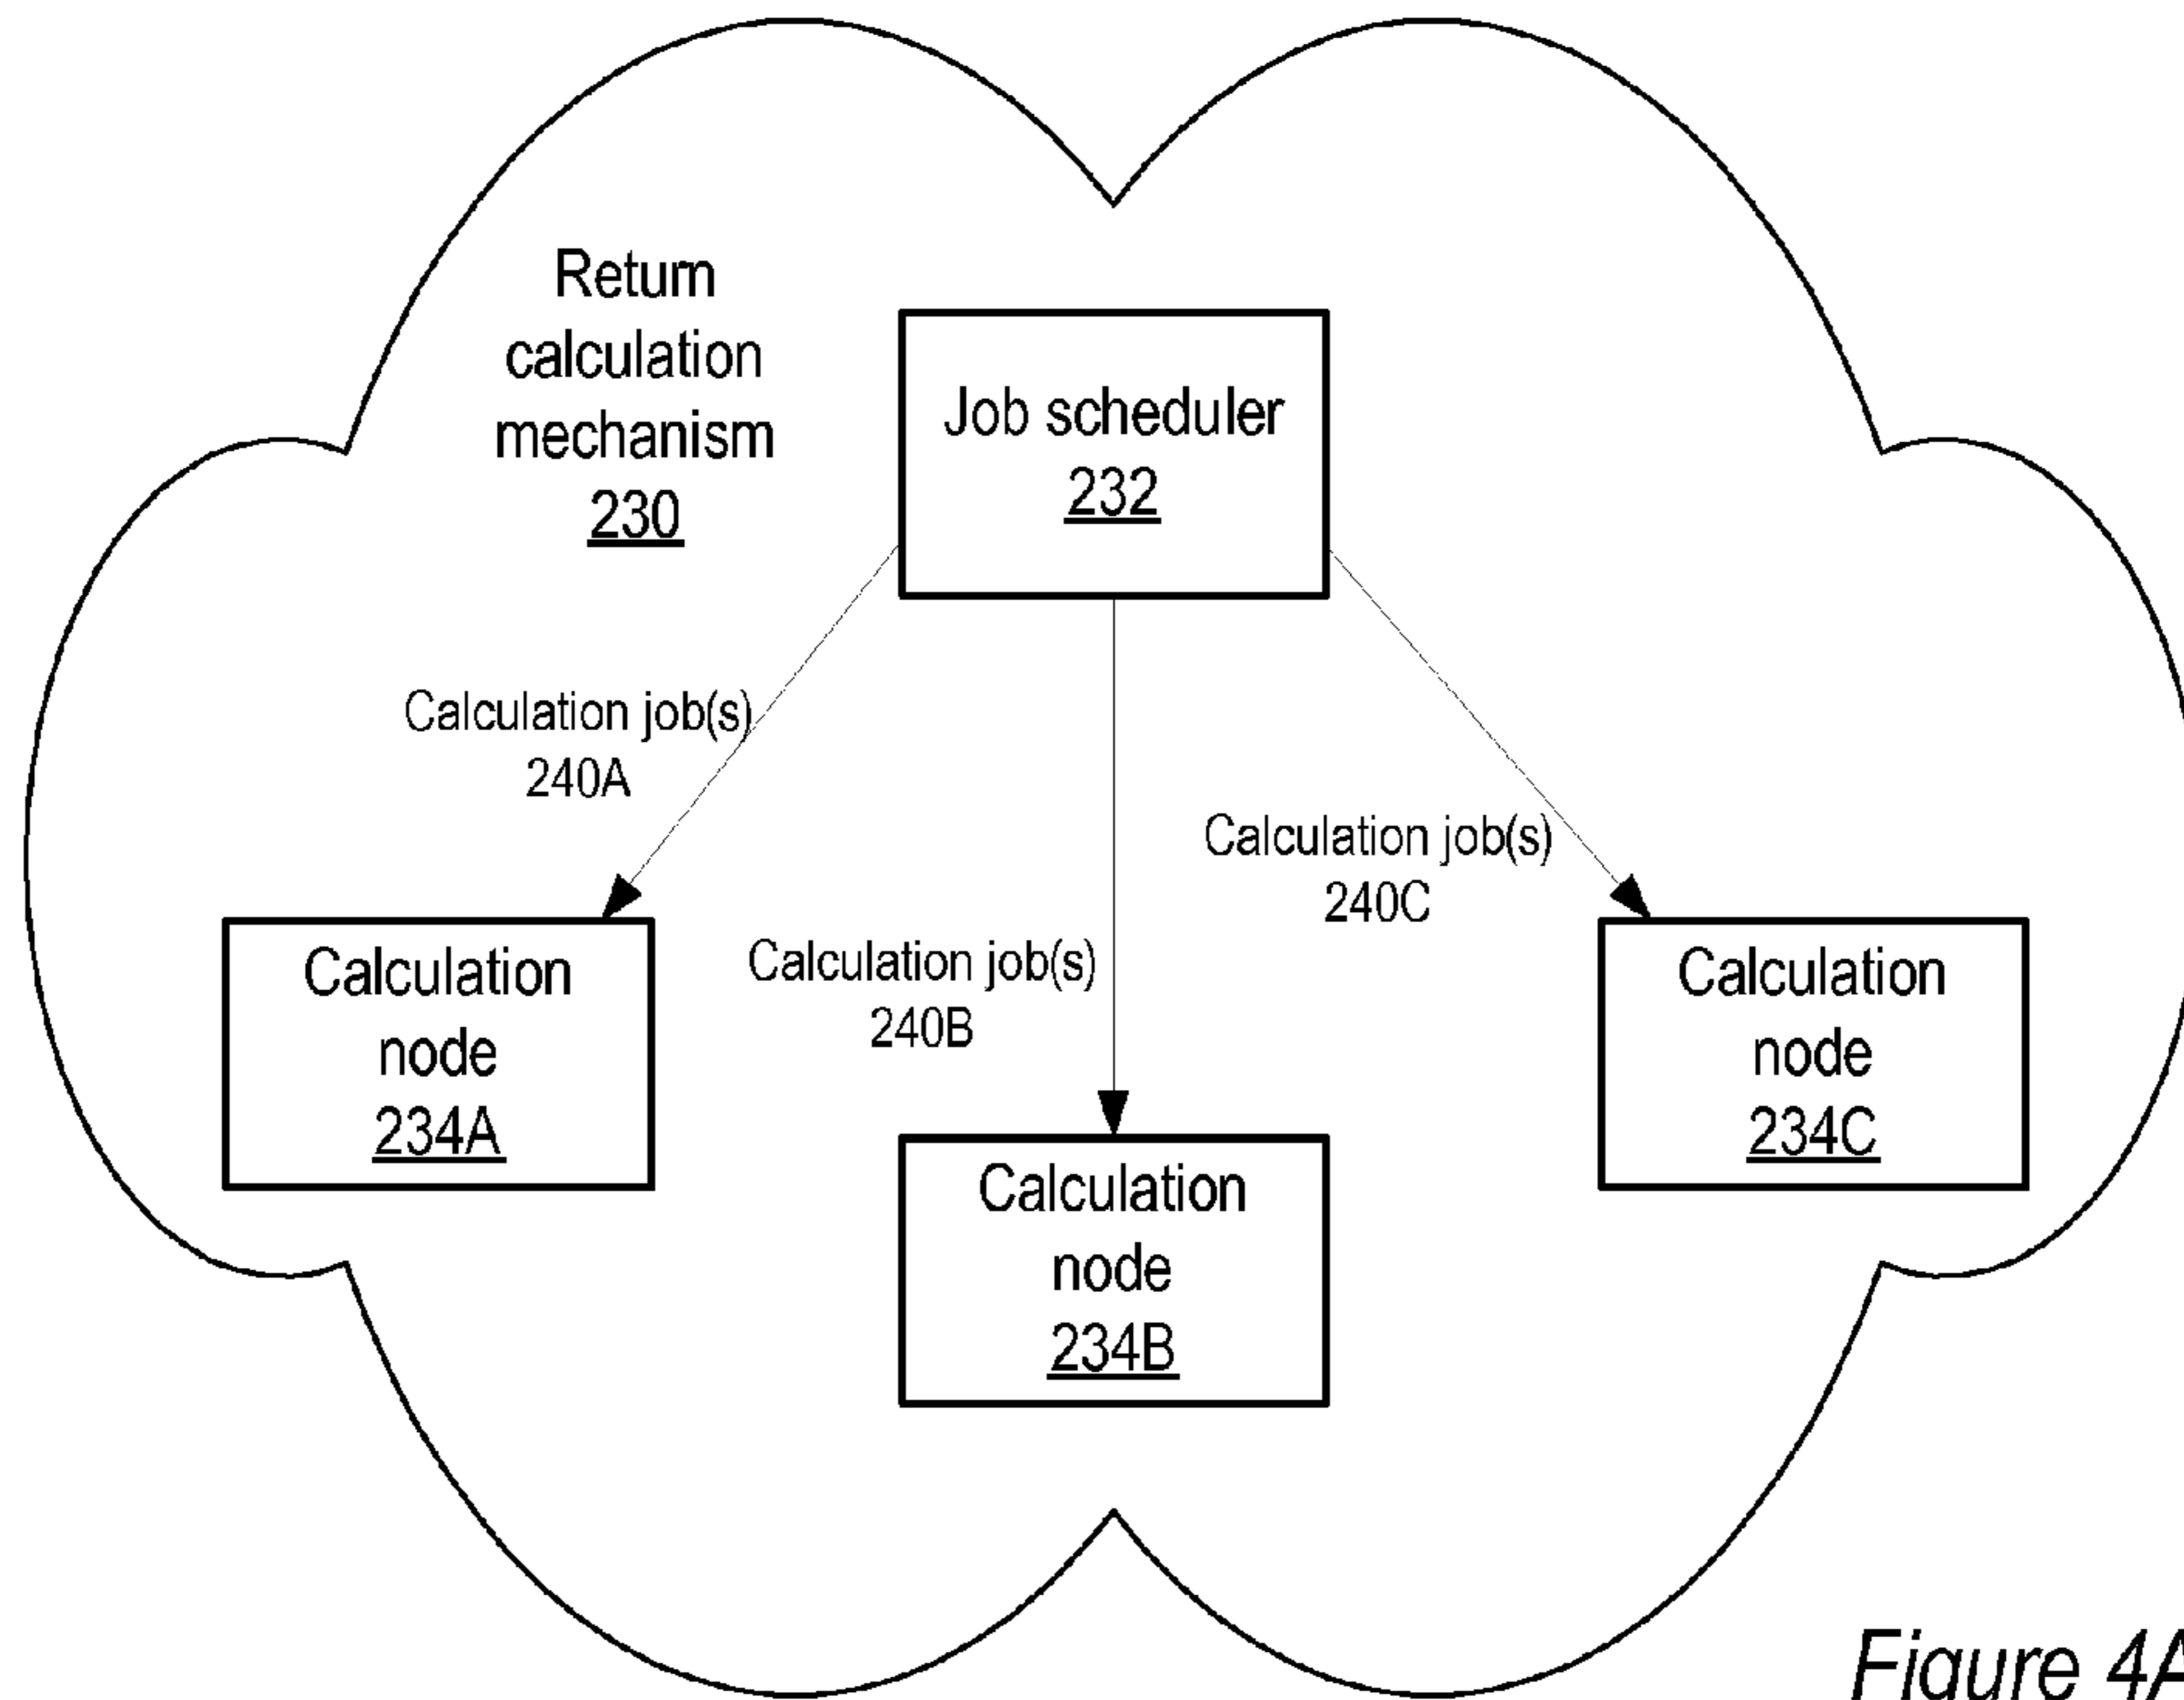 Return
calculation
mechanism
230
Job scheduler
232
Calculation job(s)
240A
Calculation job(s)
240C
Calculation job(s)
240B
Calculation
node
234A
Calculation
node
234B
Calculation
node
234C
Figure 4A